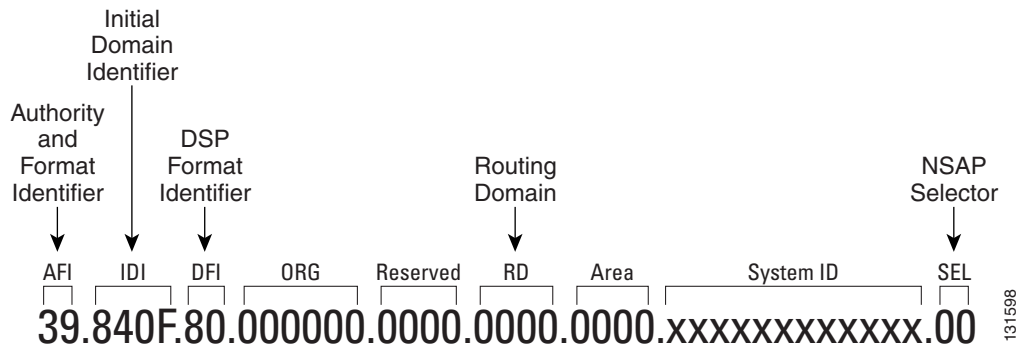 Initial
Domain
Identifier
Authority
and
Format
Identifier
DSP
Format
Identifier
Routing
Domain
NSAP
Selector
AFI IDI DFI ORG Reserved RD Area System ID SEL
39.840F.80.000000.0000.0000.0000.xxxxxxxxxxxx.00
131598